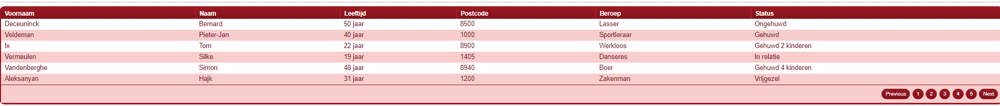 Voornaam Naam Leeftijd Postcode Beroep Status
Deceuninck Bernard 50 jaar 8500 Lasser Ongehuwd
Veldeman Pieter-Jan 40 jaar 1000 Sportleraar Gehuwd
Ix Tom 22 jaar 8900 Werkloos Gehuwd 2 kinderen
Vermeulen Silke 19 jaar 1405 Danseres In relatie
Vandenberghe Simon 48 jaar 8940 Boer Gehuwd 4 kinderen
Aleksanyan Hajk 31 jaar 1200 Zakenman Vrijgezel
Previous 1 2 3 4 5 Next